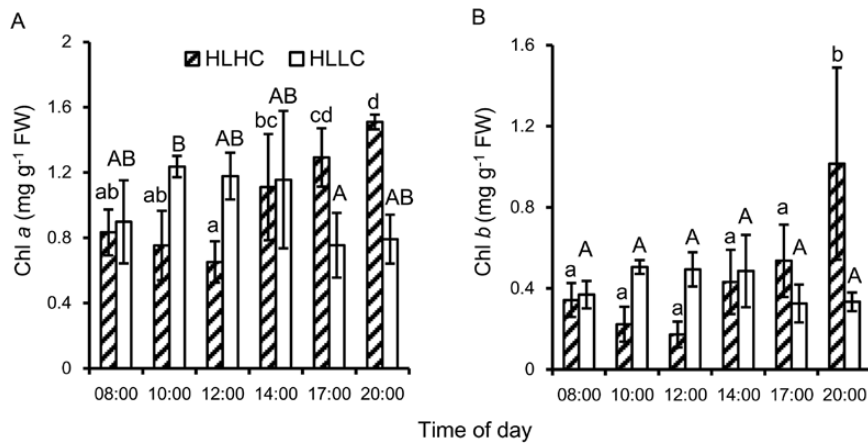 A
Chl a (mg g⁻¹ FW)
2
1.6
1.2
0.8
0.4
0
HLHC HLLC
ab AB ab B a AB bc AB cd A d AB
08:00 10:00 12:00 14:00 17:00 20:00
B
Chl b (mg g⁻¹ FW)
1.6
1.2
0.8
0.4
0.0
a A a A a A a A a A b A
08:00 10:00 12:00 14:00 17:00 20:00
Time of day